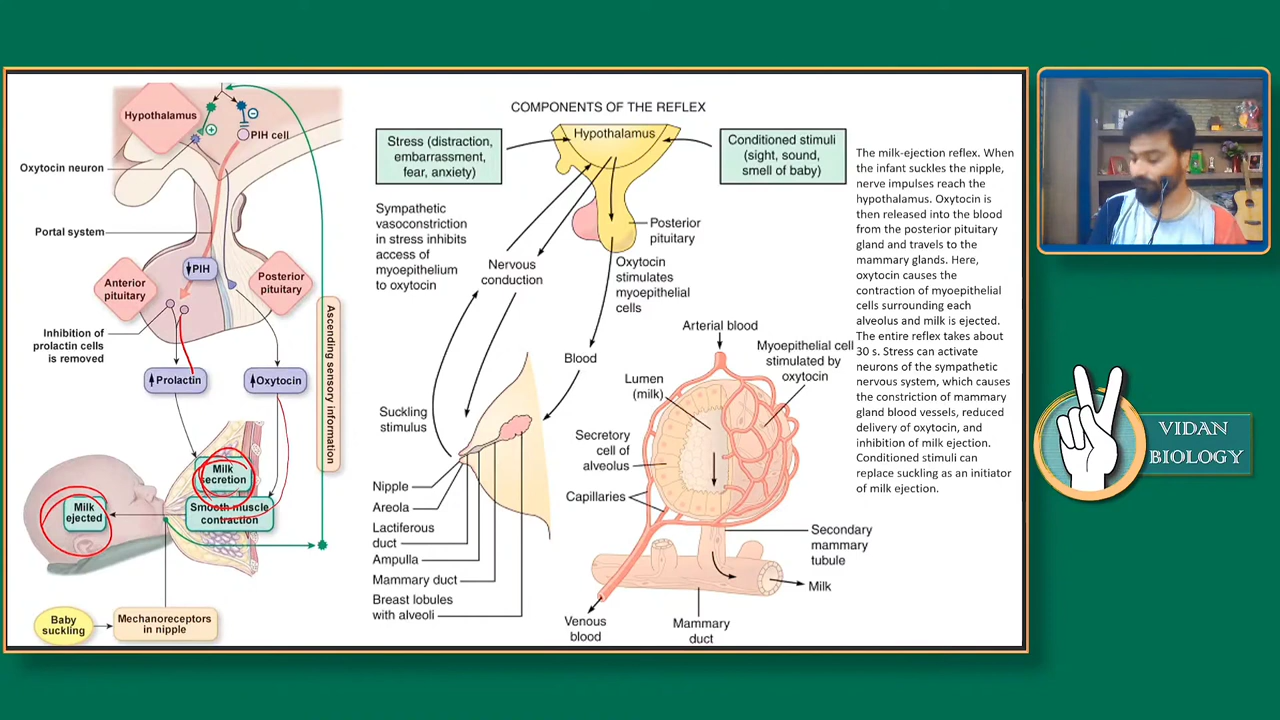 Hypothalamus
PIH cell
Oxytocin neuron
Portal system
PIH
Anterior
pituitary
Posterior
pituitary
Inhibition of
prolactin cells
is removed
Prolactin
Oxytocin
Ascending sensory information
Milk
secretion
Smooth muscle
contraction
Milk
ejected
Baby
suckling
Mechanoreceptors
in nipple
COMPONENTS OF THE REFLEX
Stress (distraction,
embarrassment,
fear, anxiety)
Hypothalamus
Conditioned stimuli
(sight, sound,
smell of baby)
Sympathetic
vasoconstriction
in stress inhibits
access of
myoepithelium
to oxytocin
Nervous
conduction
Posterior
pituitary
Oxytocin
stimulates
myoepithelial
cells
Blood
Suckling
stimulus
Nipple
Areola
Lactiferous
duct
Ampulla
Mammary duct
Breast lobules
with alveoli
Arterial blood
Myoepithelial cell
stimulated by
oxytocin
Lumen
(milk)
Secretory
cell of
alveolus
Capillaries
Secondary
mammary
tubule
Milk
Venous
blood
Mammary
duct
The milk-ejection reflex. When
the infant suckles the nipple,
nerve impulses reach the
hypothalamus. Oxytocin is
then released into the blood
from the posterior pituitary
gland and travels to the
mammary glands. Here,
oxytocin causes the
contraction of myoepithelial
cells surrounding each
alveolus and milk is ejected.
The entire reflex takes about
30 s. Stress can activate
neurons of the sympathetic
nervous system, which causes
the constriction of mammary
gland blood vessels, reduced
delivery of oxytocin, and
inhibition of milk ejection.
Conditioned stimuli can
replace suckling as an initiator
of milk ejection.
VIDAN
BIOLOGY